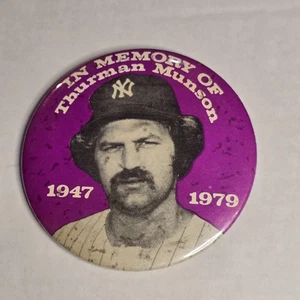 IN MEMORY OF
Thurman Munson
NY
1947
1979